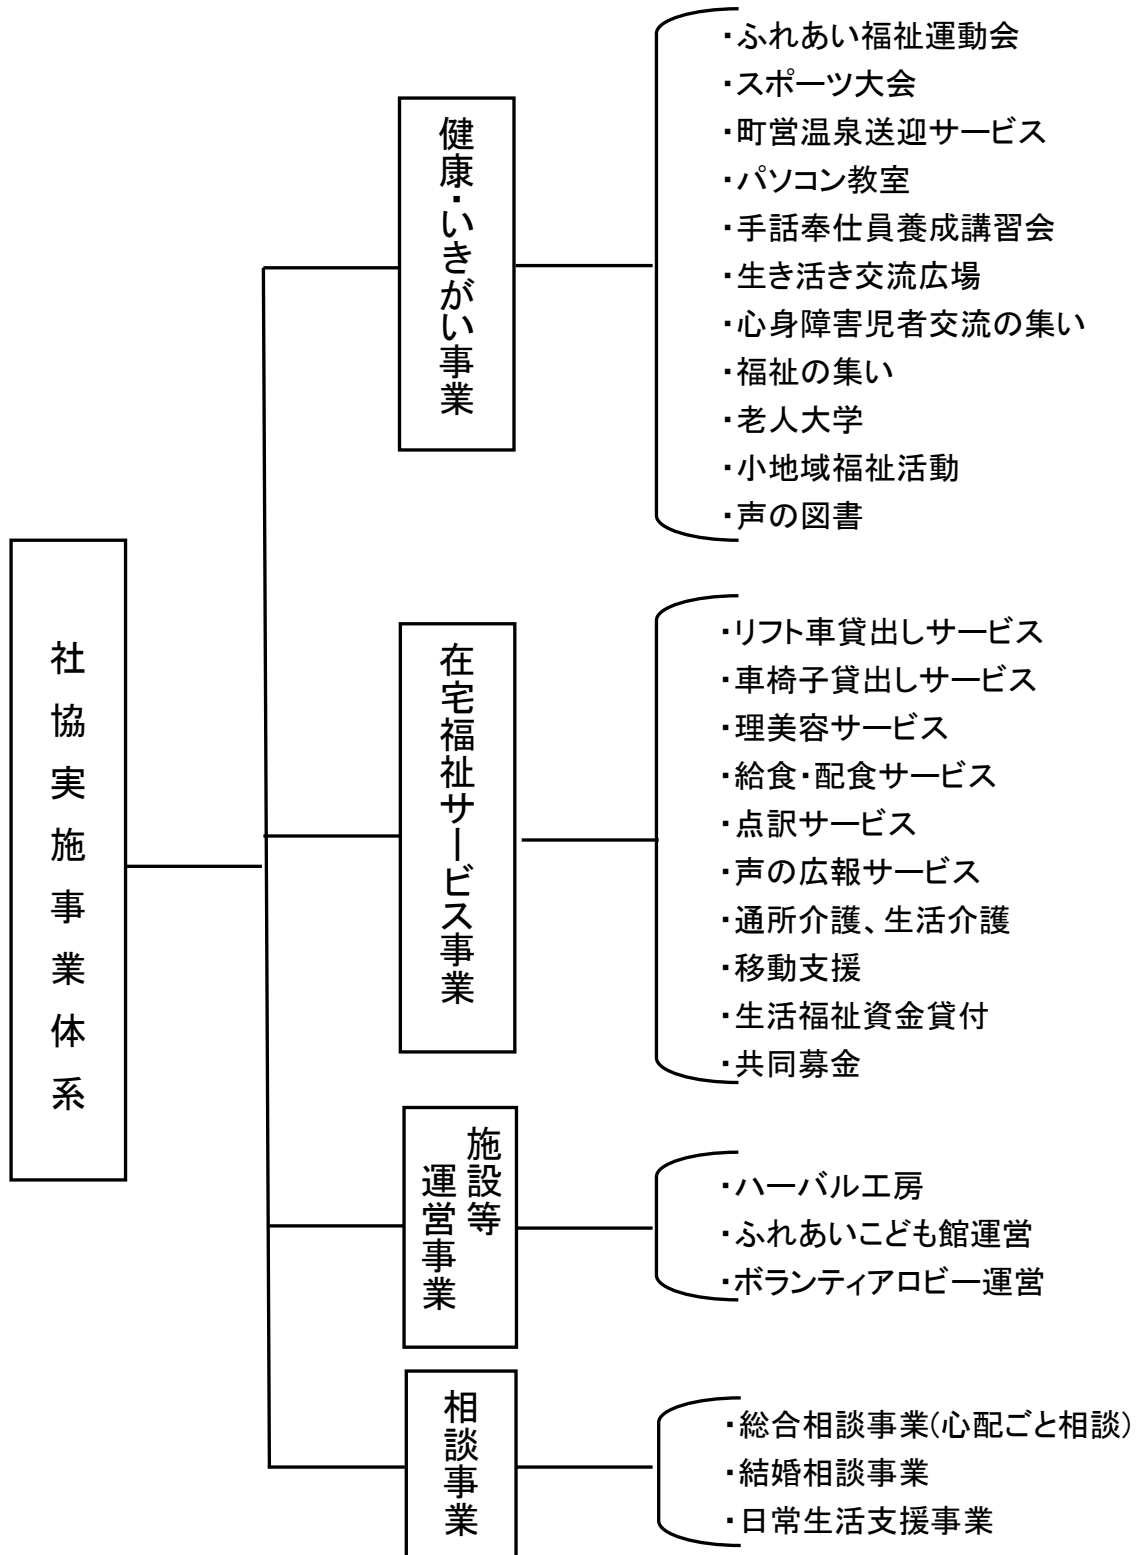 社協実施事業体系
健康・いきがい事業
・ふれあい福祉運動会
・スポーツ大会
・町営温泉送迎サービス
・パソコン教室
・手話奉仕員養成講習会
・生き活き交流広場
・心身障害児者交流の集い
・福祉の集い
・老人大学
・小地域福祉活動
・声の図書
在宅福祉サービス事業
・リフト車貸出しサービス
・車椅子貸出しサービス
・理美容サービス
・給食・配食サービス
・点訳サービス
・声の広報サービス
・通所介護、生活介護
・移動支援
・生活福祉資金貸付
・共同募金
施設等
運営事業
・ハーバル工房
・ふれあいこども館運営
・ボランティアロビー運営
相談事業
・総合相談事業(心配ごと相談)
・結婚相談事業
・日常生活支援事業